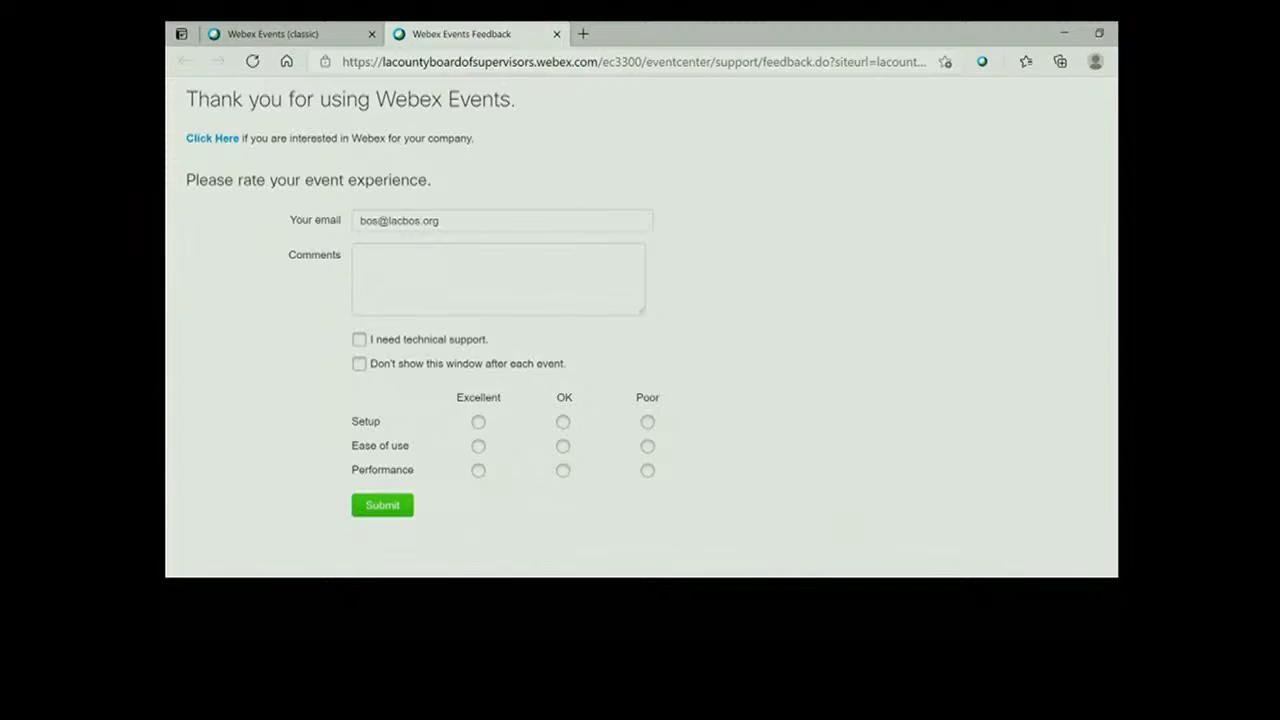 Webex Events (classic)
Webex Events Feedback
https://lacountyboardofsupervisors.webex.com/ec3300/eventcenter/support/feedback.do?siteurl=lacount...
Thank you for using Webex Events.
Click Here if you are interested in Webex for your company.
Please rate your event experience.
Your email bos@lacbos.org
Comments
I need technical support.
Don't show this window after each event.
Excellent OK Poor
Setup
Ease of use
Performance
Submit